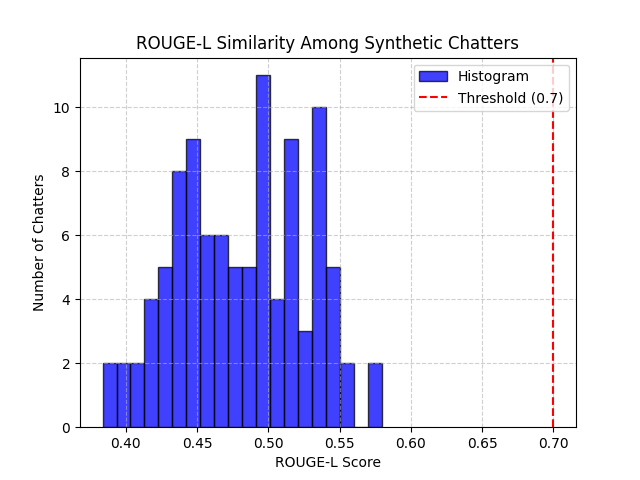 ROUGE-L Similarity Among Synthetic Chatters
Histogram
Threshold (0.7)
Number of Chatters
10
8
6
4
2
0
0.40 0.45 0.50 0.55 0.60 0.65 0.70
ROUGE-L Score